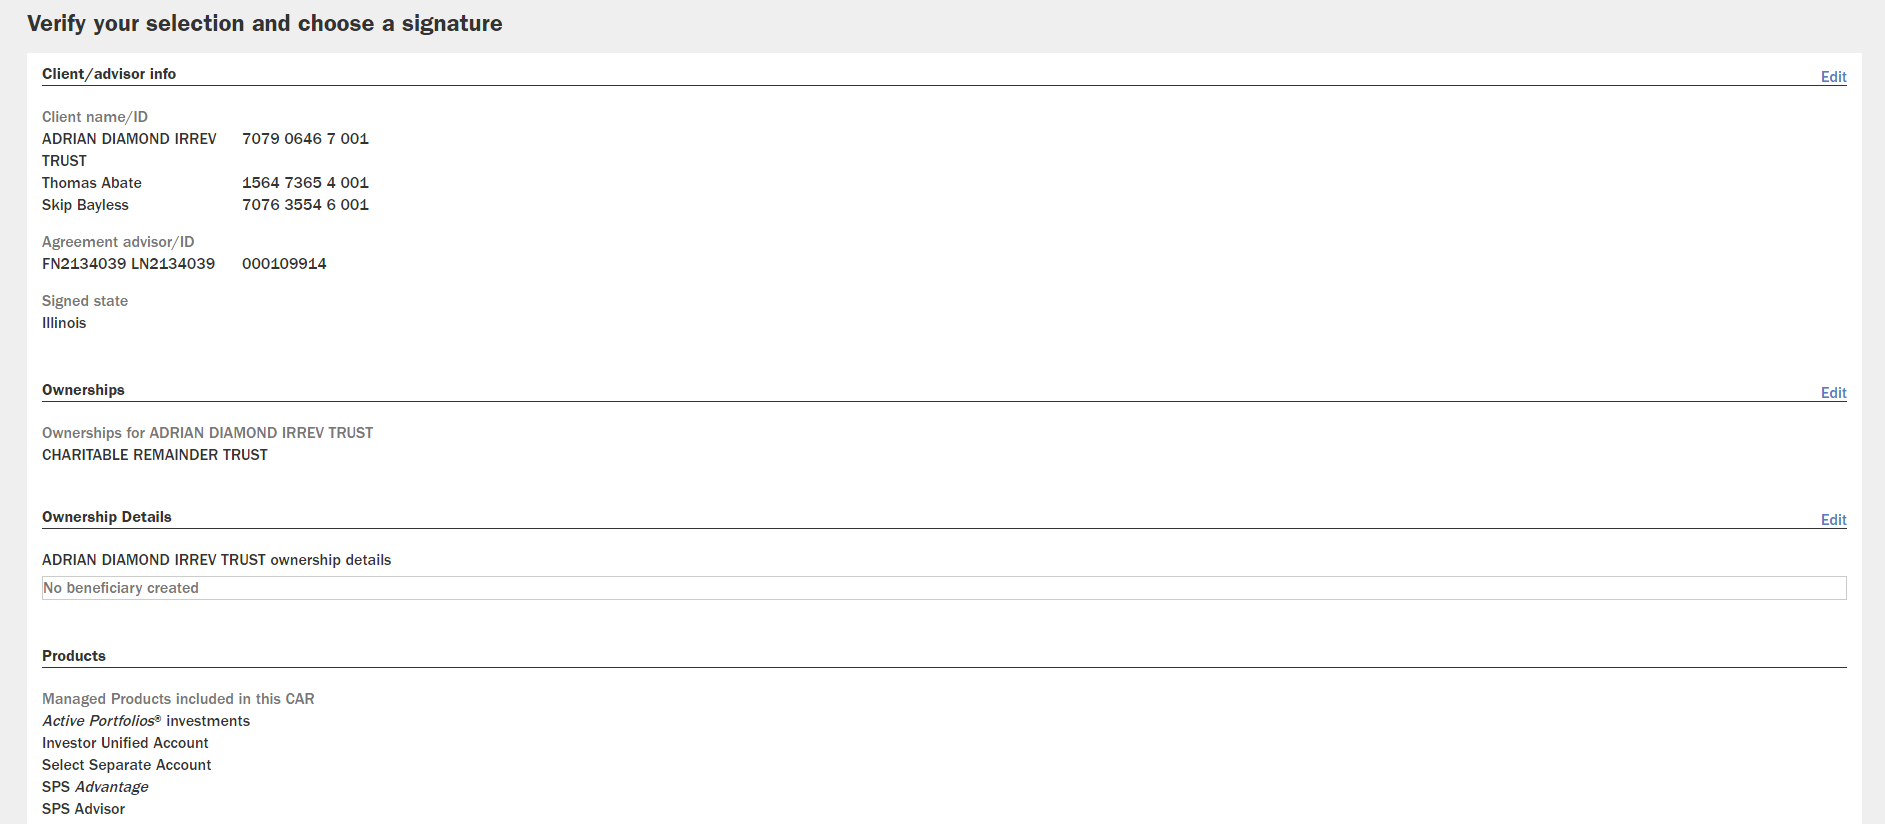 Verify your selection and choose a signature
Client/advisor info
Edit
Client name/ID
ADRIAN DIAMOND IRREV TRUST 7079 0646 7 001
Thomas Abate 1564 7365 4 001
Skip Bayless 7076 3554 6 001
Agreement advisor/ID
FN2134039 LN2134039 000109914
Signed state
Illinois
Ownerships
Edit
Ownerships for ADRIAN DIAMOND IRREV TRUST
CHARITABLE REMAINDER TRUST
Ownership Details
Edit
ADRIAN DIAMOND IRREV TRUST ownership details
No beneficiary created
Products
Managed Products included in this CAR
Active Portfolios® investments
Investor Unified Account
Select Separate Account
SPS Advantage
SPS Advisor